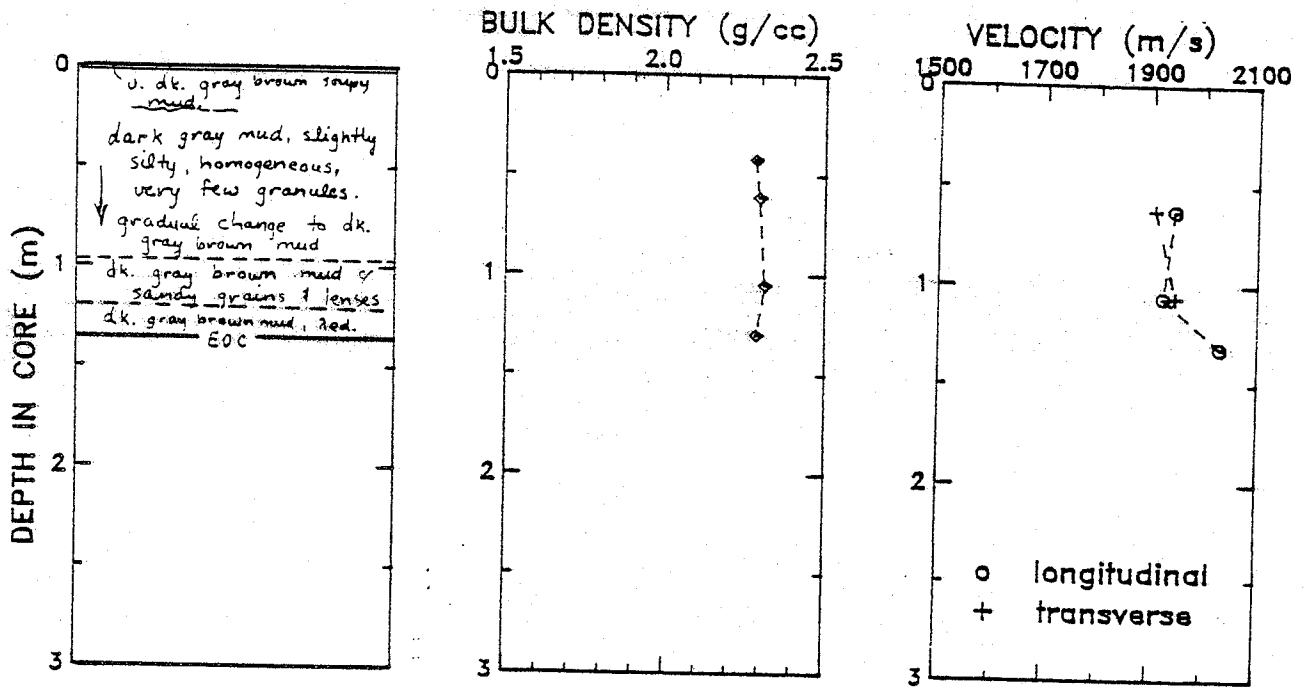 BULK DENSITY (g/cc)
VELOCITY (m/s)
1.5 2.0 2.5
1500 1700 1900 2100
0
0
0
v. dk. gray brown soupy
mud.
dark gray mud, slightly
silty, homogeneous,
very few granules.
gradual change to dk.
gray brown mud
dk. gray brown mud
sandy grains & lenses
dk. gray brown mud,
EOC
DEPTH IN CORE (m)
1
1
1
2
2
2
o longitudinal
+ transverse
3
3
3